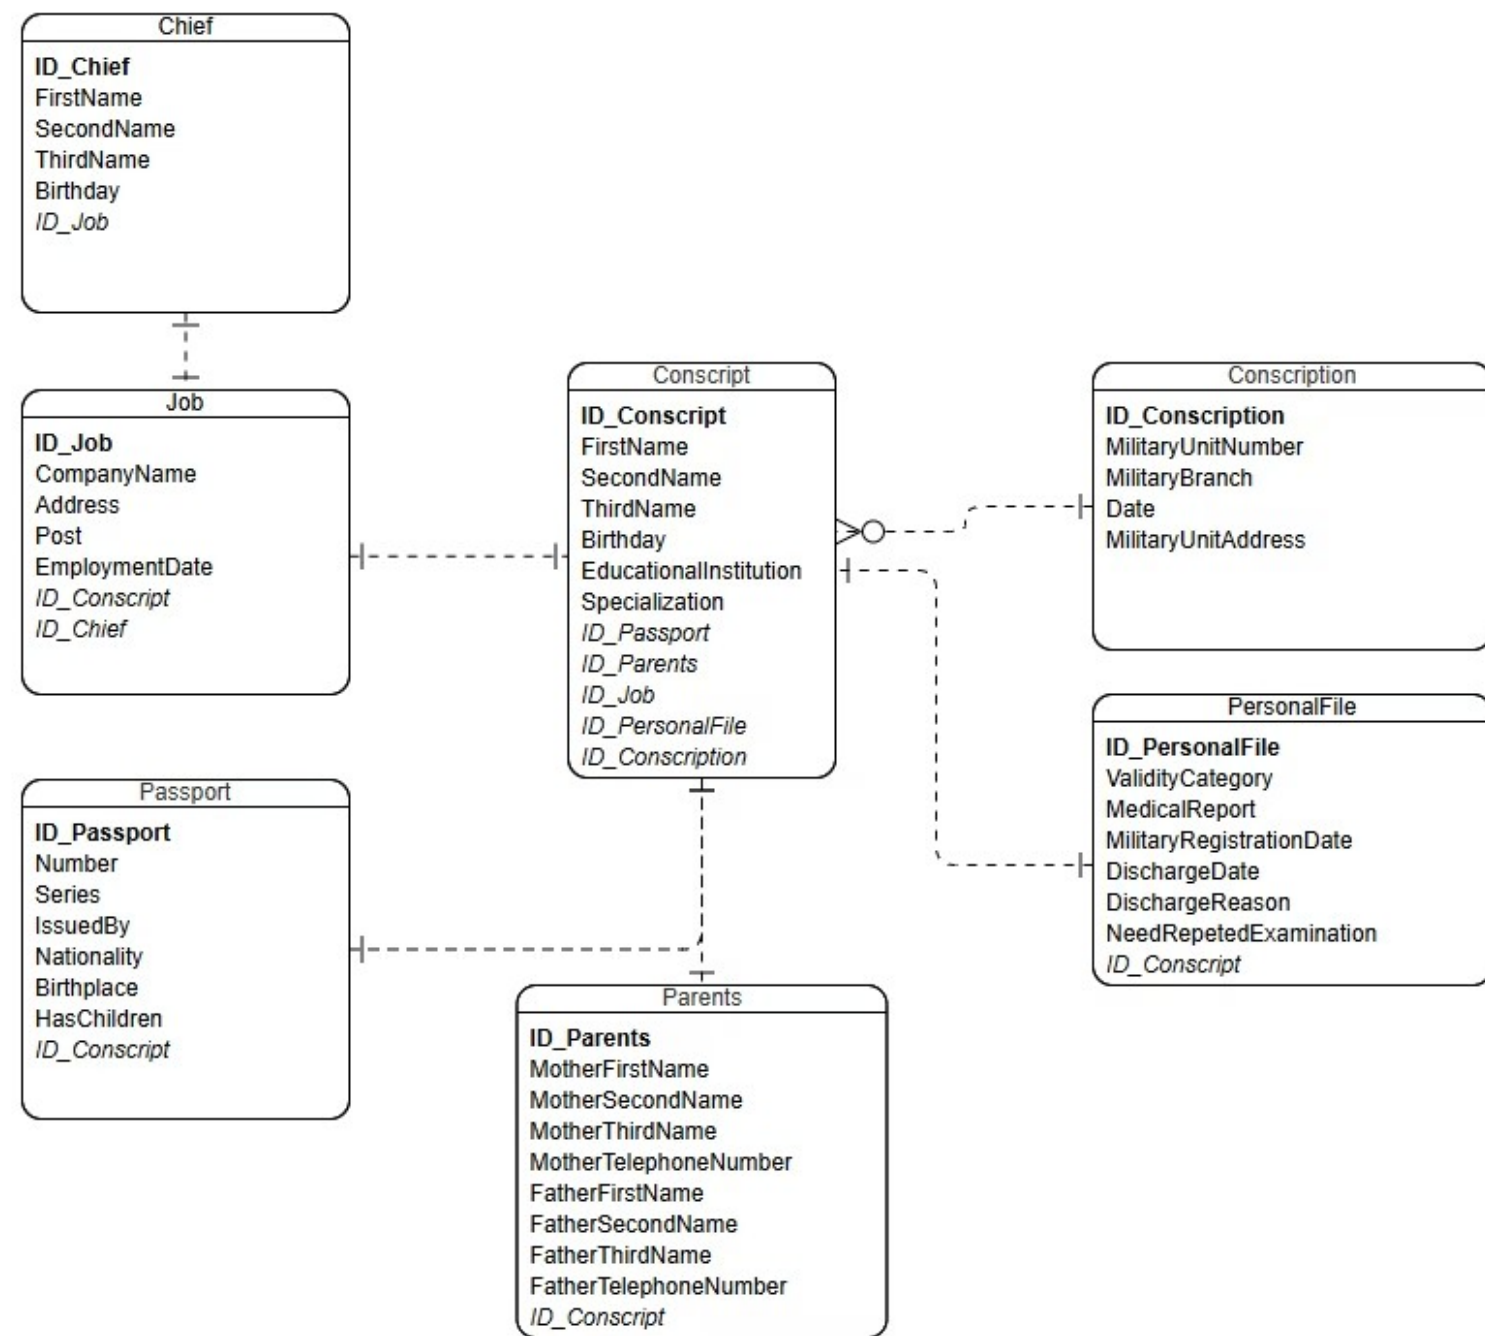 Chief
ID_Chief
FirstName
SecondName
ThirdName
Birthday
ID_Job
Job
ID_Job
CompanyName
Address
Post
EmploymentDate
ID_Conscript
ID_Chief
Conscript
ID_Conscript
FirstName
SecondName
ThirdName
Birthday
EducationalInstitution
Specialization
ID_Passport
ID_Parents
ID_Job
ID_PersonalFile
ID_Conscription
Conscription
ID_Conscription
MilitaryUnitNumber
MilitaryBranch
Date
MilitaryUnitAddress
PersonalFile
ID_PersonalFile
ValidityCategory
MedicalReport
MilitaryRegistrationDate
DischargeDate
DischargeReason
NeedRepetedExamination
ID_Conscript
Passport
ID_Passport
Number
Series
IssuedBy
Nationality
Birthplace
HasChildren
ID_Conscript
Parents
ID_Parents
MotherFirstName
MotherSecondName
MotherThirdName
MotherTelephoneNumber
FatherFirstName
FatherSecondName
FatherThirdName
FatherTelephoneNumber
ID_Conscript